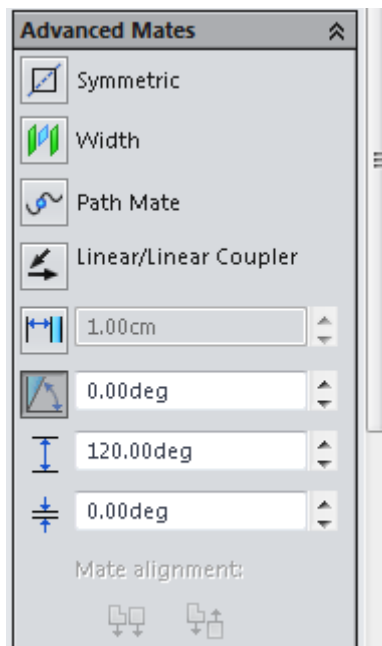 Advanced Mates
Symmetric
Width
Path Mate
Linear/Linear Coupler
1.00cm
0.00deg
120.00deg
0.00deg
Mate alignment: